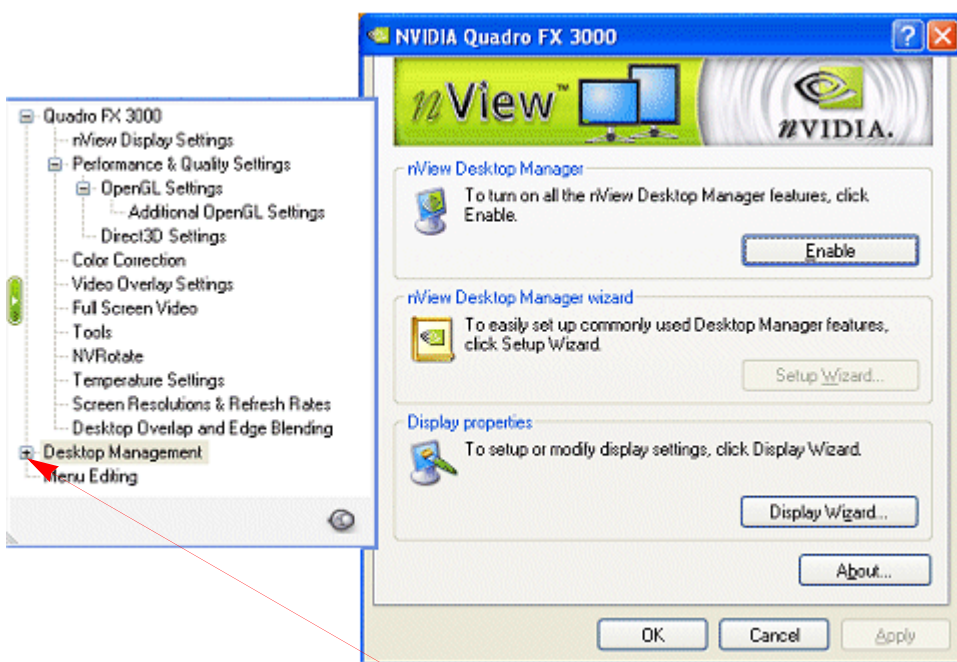 NVIDIA Quadro FX 3000
nView™
nVIDIA.
Quadro FX 3000
nView Display Settings
Performance & Quality Settings
OpenGL Settings
Additional OpenGL Settings
Direct3D Settings
Color Correction
Video Overlay Settings
Full Screen Video
Tools
NVRotate
Temperature Settings
Screen Resolutions & Refresh Rates
Desktop Overlap and Edge Blending
Desktop Management
Menu Editing
nView Desktop Manager
To turn on all the nView Desktop Manager features, click
Enable.
Enable
nView Desktop Manager wizard
To easily set up commonly used Desktop Manager features,
click Setup Wizard.
Setup Wizard...
Display properties
To setup or modify display settings, click Display Wizard.
Display Wizard...
About...
OK
Cancel
Apply